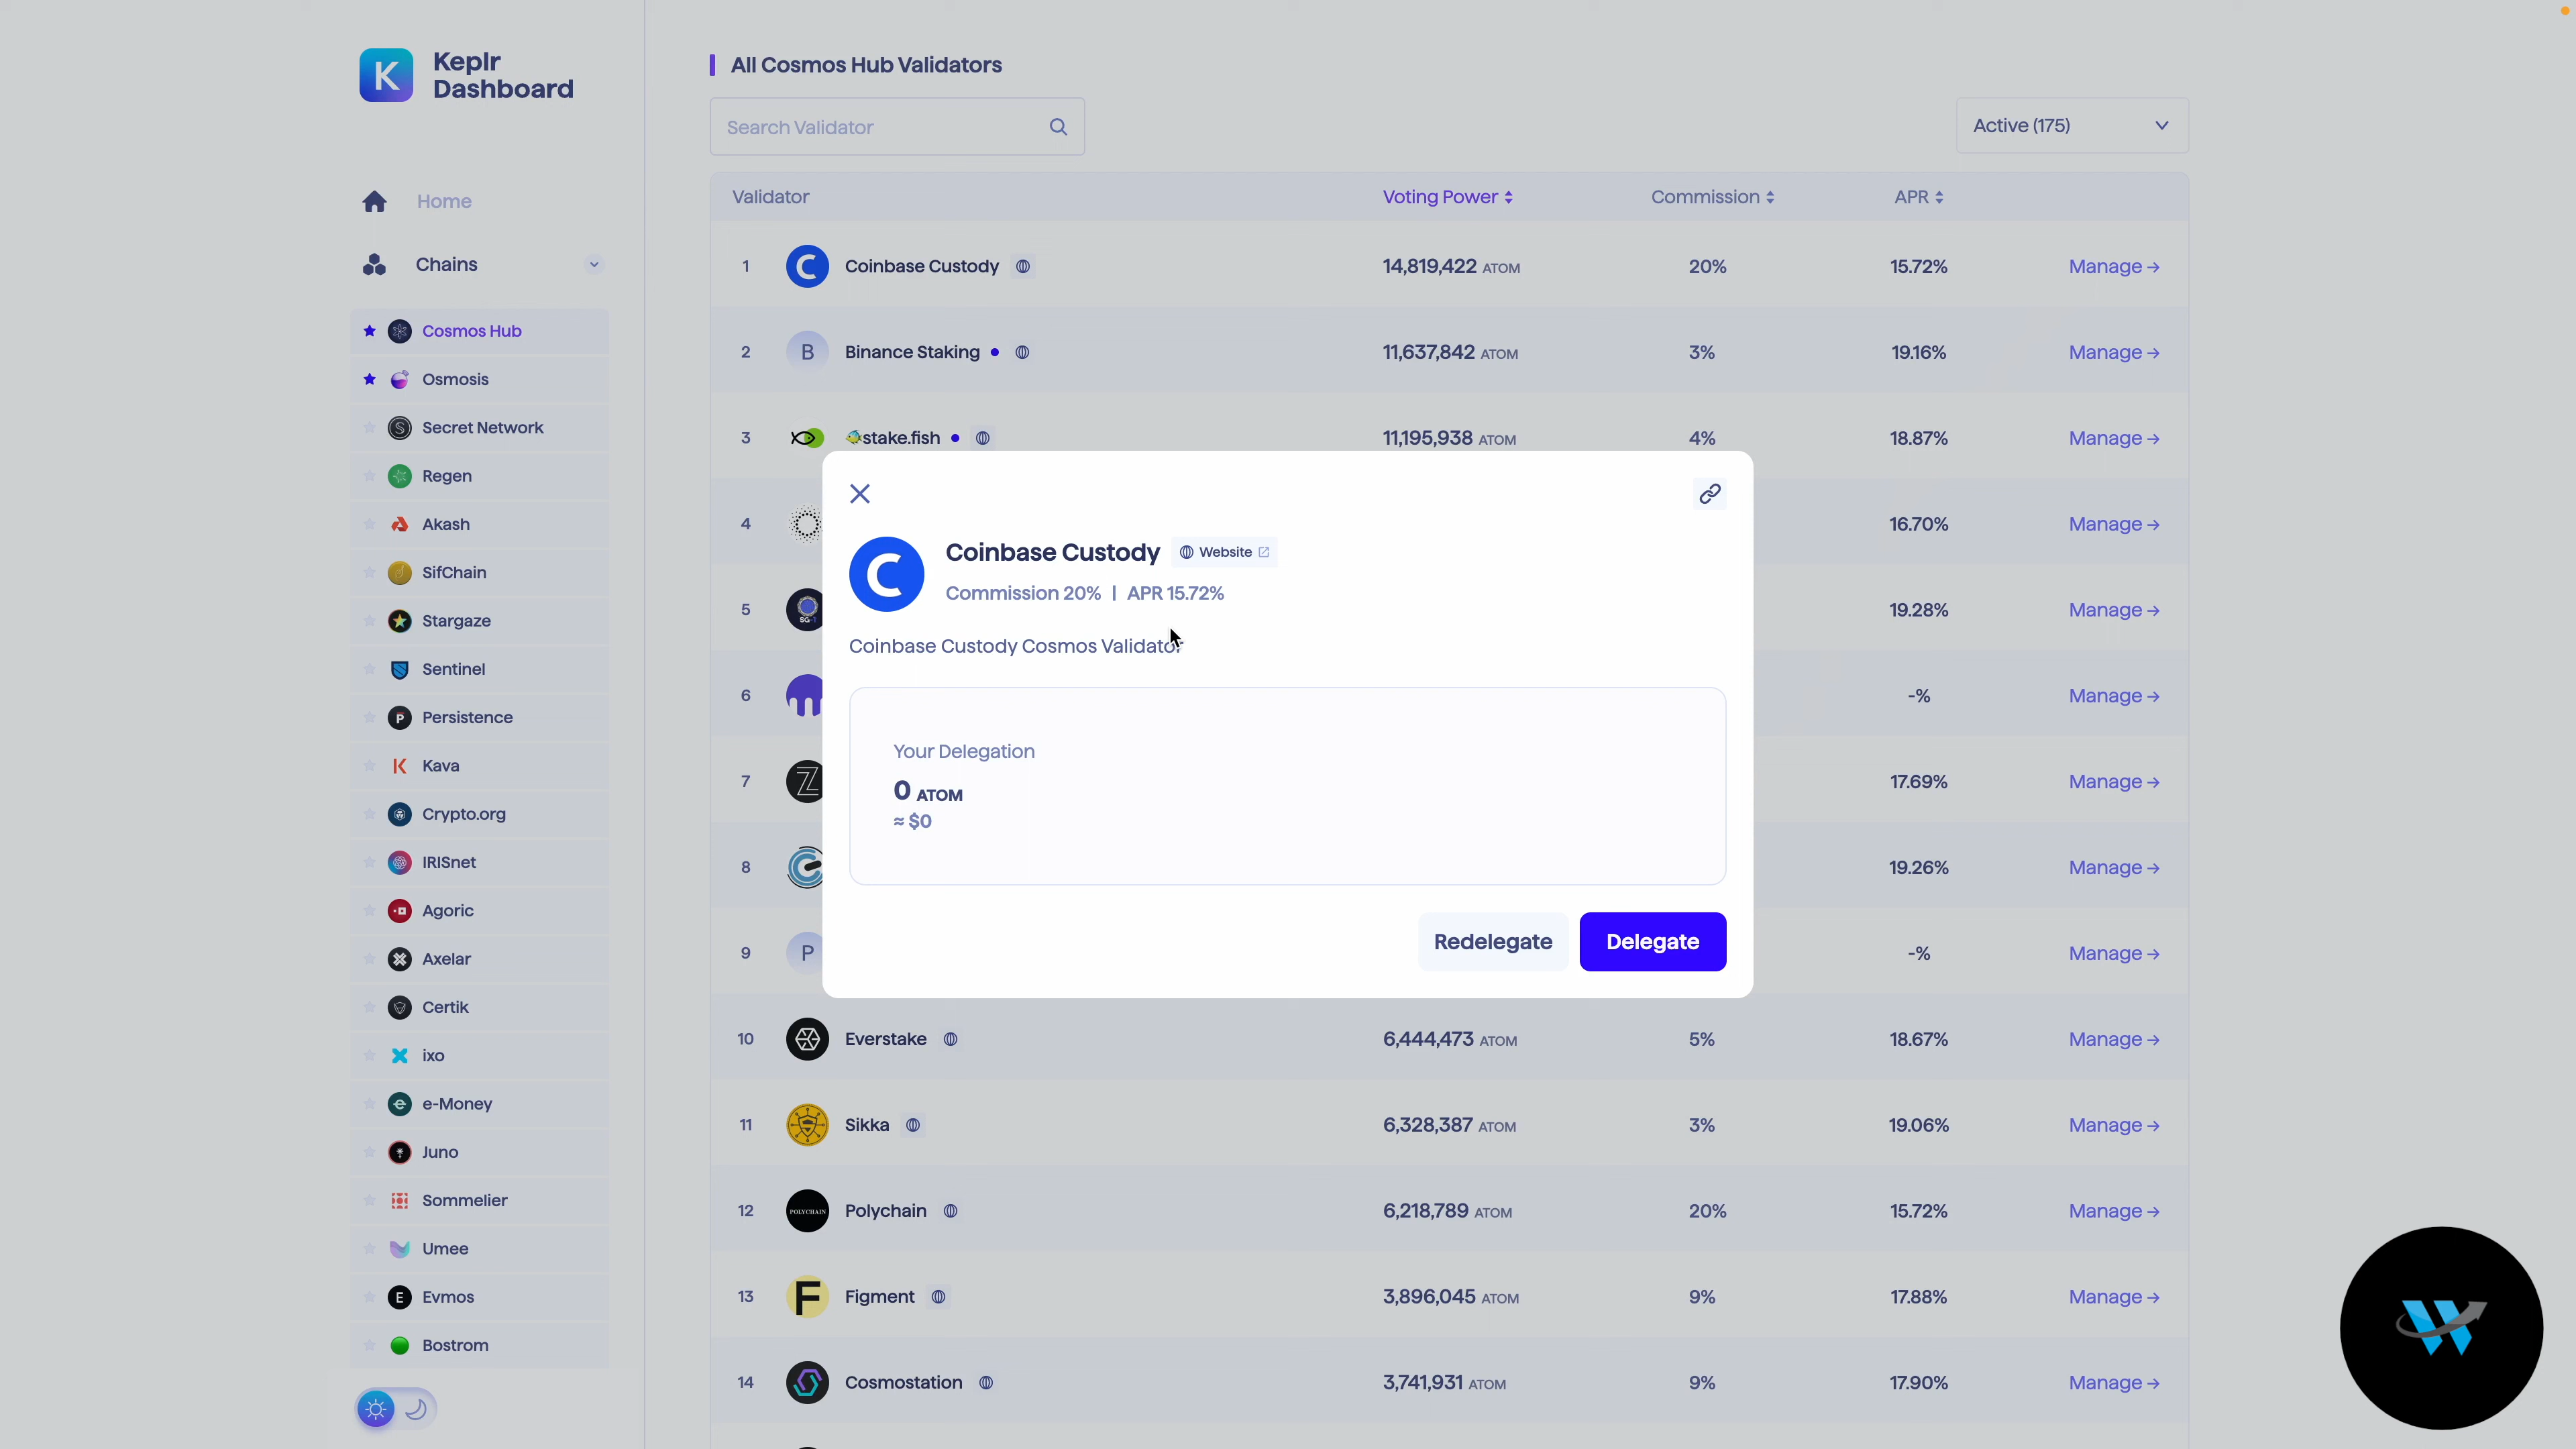 Keplr
Dashboard
Home
Chains
Cosmos Hub
Osmosis
Secret Network
Regen
Akash
SifChain
Stargaze
Sentinel
Persistence
Kava
Crypto.org
IRISnet
Agoric
Axelar
Certik
ixo
e-Money
Juno
Sommelier
Umee
Evmos
Bostrom
All Cosmos Hub Validators
Search Validator
Active (175)
Validator Voting Power Commission APR
1 Coinbase Custody 14,819,422 ATOM 20% 15.72% Manage →
2 B Binance Staking 11,637,842 ATOM 3% 19.16% Manage →
3 stake.fish 11,195,938 ATOM 4% 18.87% Manage →
4 16.70% Manage →
5 SG-1 19.28% Manage →
6 -% Manage →
7 17.69% Manage →
8 19.26% Manage →
9 P -% Manage →
10 Everstake 6,444,473 ATOM 5% 18.67% Manage →
11 Sikka 6,328,387 ATOM 3% 19.06% Manage →
12 POLYCHAIN Polychain 6,218,789 ATOM 20% 15.72% Manage →
13 Figment 3,896,045 ATOM 9% 17.88% Manage →
14 Cosmostation 3,741,931 ATOM 9% 17.90% Manage →
Coinbase Custody Website
Commission 20% | APR 15.72%
Coinbase Custody Cosmos Validator
Your Delegation
0 ATOM
≈ $0
Redelegate Delegate